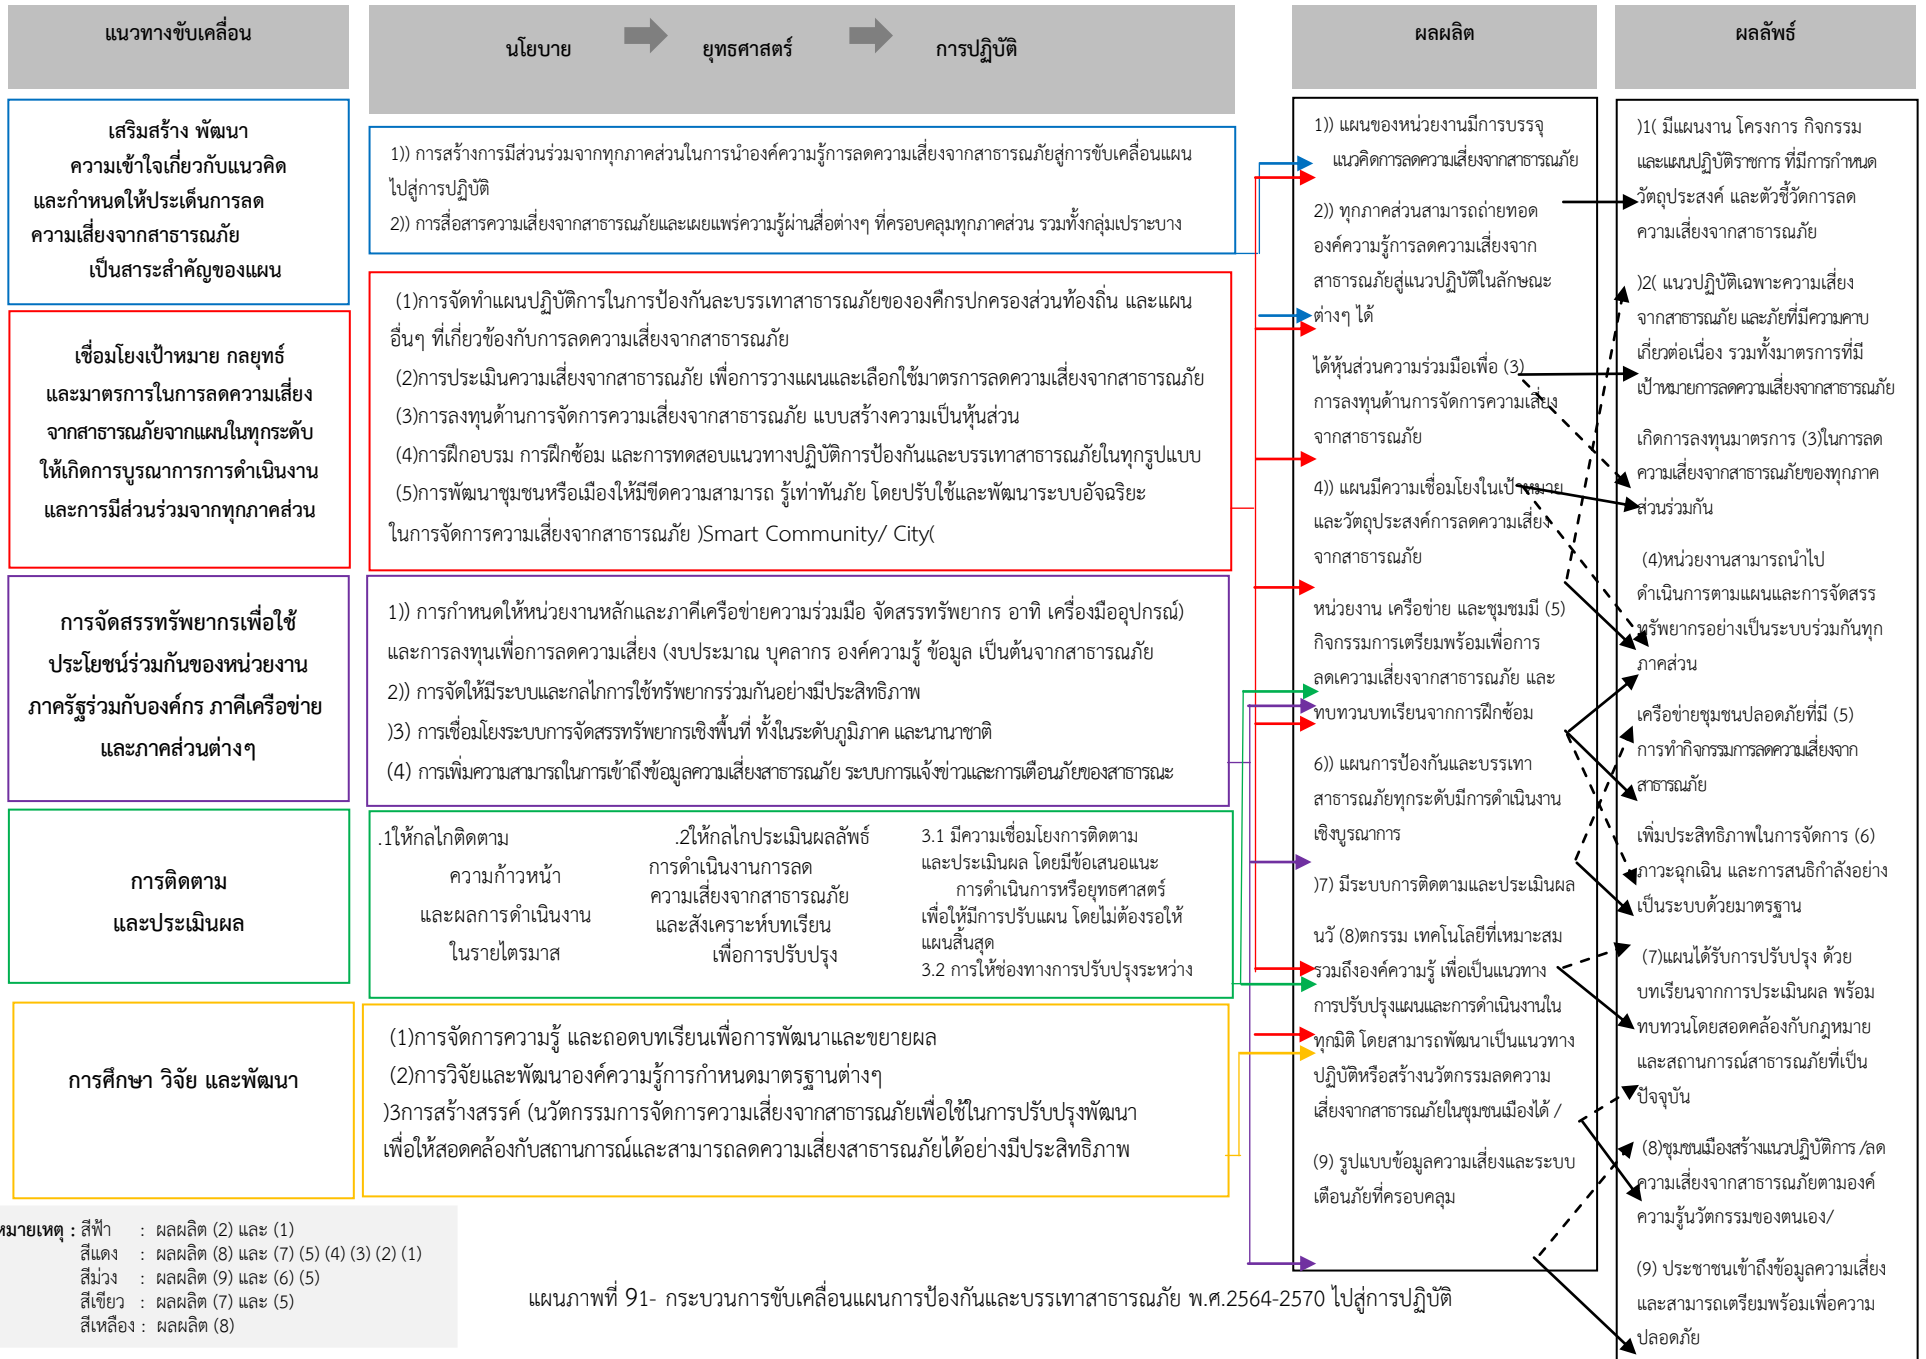 แนวทางขับเคลื่อน
นโยบาย
ยุทธศาสตร์
การปฏิบัติ
ผลผลิต
ผลลัพธ์
เสริมสร้าง พัฒนา
ความเข้าใจเกี่ยวกับแนวคิด
และกำหนดให้ประเด็นการลด
ความเสี่ยงจากสาธารณภัย
เป็นสาระสำคัญของแผน
เชื่อมโยงเป้าหมาย กลยุทธ์
และมาตรการในการลดความเสี่ยง
จากสาธารณภัยจากแผนในทุกระดับ
ให้เกิดการบูรณาการการดำเนินงาน
และการมีส่วนร่วมจากทุกภาคส่วน
การจัดสรรทรัพยากรเพื่อใช้
ประโยชน์ร่วมกันของหน่วยงาน
ภาครัฐร่วมกับองค์กร ภาคีเครือข่าย
และภาคส่วนต่างๆ
การติดตาม
และประเมินผล
การศึกษา วิจัย และพัฒนา
1)) การสร้างการมีส่วนร่วมจากทุกภาคส่วนในการนำองค์ความรู้การลดความเสี่ยงจากสาธารณภัยสู่การขับเคลื่อนแผน
ไปสู่การปฏิบัติ
2)) การสื่อสารความเสี่ยงจากสาธารณภัยและเผยแพร่ความรู้ผ่านสื่อต่างๆ ที่ครอบคลุมทุกภาคส่วน รวมทั้งกลุ่มเปราะบาง
(1)การจัดทำแผนปฏิบัติการในการป้องกันละบรรเทาสาธารณภัยขององค์กรปกครองส่วนท้องถิ่น และแผน
อื่นๆ ที่เกี่ยวข้องกับการลดความเสี่ยงจากสาธารณภัย
(2)การประเมินความเสี่ยงจากสาธารณภัย เพื่อการวางแผนและเลือกใช้มาตรการลดความเสี่ยงจากสาธารณภัย
(3)การลงทุนด้านการจัดการความเสี่ยงจากสาธารณภัย แบบสร้างความเป็นหุ้นส่วน
(4)การฝึกอบรม การฝึกซ้อม และการทดสอบแนวทางปฏิบัติการป้องกันและบรรเทาสาธารณภัยในทุกรูปแบบ
(5)การพัฒนาชุมชนหรือเมืองให้มีขีดความสามารถ รู้เท่าทันภัย โดยปรับใช้และพัฒนาระบบอัจฉริยะ
ในการจัดการความเสี่ยงจากสาธารณภัย )Smart Community/ City(
1)) การกำหนดให้หน่วยงานหลักและภาคีเครือข่ายความร่วมมือ จัดสรรทรัพยากร อาทิ เครื่องมืออุปกรณ์)
และการลงทุนเพื่อการลดความเสี่ยง (งบประมาณ บุคลากร องค์ความรู้ ข้อมูล เป็นต้นจากสาธารณภัย
2)) การจัดให้มีระบบและกลไกการใช้ทรัพยากรร่วมกันอย่างมีประสิทธิภาพ
)3) การเชื่อมโยงระบบการจัดสรรทรัพยากรเชิงพื้นที่ ทั้งในระดับภูมิภาค และนานาชาติ
(4) การเพิ่มความสามารถในการเข้าถึงข้อมูลความเสี่ยงสาธารณภัย ระบบการแจ้งข่าวและการเตือนภัยของสาธารณะ
.1ให้กลไกติดตาม
ความก้าวหน้า
และผลการดำเนินงาน
ในรายไตรมาส
.2ให้กลไกประเมินผลลัพธ์
การดำเนินงานการลด
ความเสี่ยงจากสาธารณภัย
และสังเคราะห์บทเรียน
เพื่อการปรับปรุง
3.1 มีความเชื่อมโยงการติดตาม
และประเมินผล โดยมีข้อเสนอแนะ
การดำเนินการหรือยุทธศาสตร์
เพื่อให้มีการปรับแผน โดยไม่ต้องรอให้
แผนสิ้นสุด
3.2 การให้ช่องทางการปรับปรุงระหว่าง
(1)การจัดการความรู้ และถอดบทเรียนเพื่อการพัฒนาและขยายผล
(2)การวิจัยและพัฒนาองค์ความรู้การกำหนดมาตรฐานต่างๆ
)3การสร้างสรรค์ (นวัตกรรมการจัดการความเสี่ยงจากสาธารณภัยเพื่อใช้ในการปรับปรุงพัฒนา
เพื่อให้สอดคล้องกับสถานการณ์และสามารถลดความเสี่ยงสาธารณภัยได้อย่างมีประสิทธิภาพ
1)) แผนของหน่วยงานมีการบรรจุ
แนวคิดการลดความเสี่ยงจากสาธารณภัย
2)) ทุกภาคส่วนสามารถถ่ายทอด
องค์ความรู้การลดความเสี่ยงจาก
สาธารณภัยสู่แนวปฏิบัติในลักษณะ
ต่างๆ ได้
ได้หุ้นส่วนความร่วมมือเพื่อ (3)
การลงทุนด้านการจัดการความเสี่ยง
จากสาธารณภัย
4)) แผนมีความเชื่อมโยงในเป้าหมาย
และวัตถุประสงค์การลดความเสี่ยง
จากสาธารณภัย
หน่วยงาน เครือข่าย และชุมชมมี (5)
กิจกรรมการเตรียมพร้อมเพื่อการ
ลดเความเสี่ยงจากสาธารณภัย และ
ทบทวนบทเรียนจากการฝึกซ้อม
6)) แผนการป้องกันและบรรเทา
สาธารณภัยทุกระดับมีการดำเนินงาน
เชิงบูรณาการ
)7) มีระบบการติดตามและประเมินผล
นวั (8)ตกรรม เทคโนโลยีที่เหมาะสม
รวมถึงองค์ความรู้ เพื่อเป็นแนวทาง
การปรับปรุงแผนและการดำเนินงานใน
ทุกมิติ โดยสามารถพัฒนาเป็นแนวทาง
ปฏิบัติหรือสร้างนวัตกรรมลดความ
เสี่ยงจากสาธารณภัยในชุมชนเมืองได้ /
(9) รูปแบบข้อมูลความเสี่ยงและระบบ
เตือนภัยที่ครอบคลุม
)1( มีแผนงาน โครงการ กิจกรรม
และแผนปฏิบัติราชการ ที่มีการกำหนด
วัตถุประสงค์ และตัวชี้วัดการลด
ความเสี่ยงจากสาธารณภัย
)2( แนวปฏิบัติเฉพาะความเสี่ยง
จากสาธารณภัย และภัยที่มีความคาบ
เกี่ยวต่อเนื่อง รวมทั้งมาตรการที่มี
เป้าหมายการลดความเสี่ยงจากสาธารณภัย
เกิดการลงทุนมาตรการ (3)ในการลด
ความเสี่ยงจากสาธารณภัยของทุกภาค
ส่วนร่วมกัน
(4)หน่วยงานสามารถนำไป
ดำเนินการตามแผนและการจัดสรร
ทรัพยากรอย่างเป็นระบบร่วมกันทุก
ภาคส่วน
เครือข่ายชุมชนปลอดภัยที่มี (5)
การทำกิจกรรมการลดความเสี่ยงจาก
สาธารณภัย
เพิ่มประสิทธิภาพในการจัดการ (6)
ภาวะฉุกเฉิน และการสนธิกำลังอย่าง
เป็นระบบด้วยมาตรฐาน
(7)แผนได้รับการปรับปรุง ด้วย
บทเรียนจากการประเมินผล พร้อม
ทบทวนโดยสอดคล้องกับกฎหมาย
และสถานการณ์สาธารณภัยที่เป็น
ปัจจุบัน
(8)ชุมชนเมืองสร้างแนวปฏิบัติการ /ลด
ความเสี่ยงจากสาธารณภัยตามองค์
ความรู้นวัตกรรมของตนเอง/
(9) ประชาชนเข้าถึงข้อมูลความเสี่ยง
และสามารถเตรียมพร้อมเพื่อความ
ปลอดภัย
หมายเหตุ : สีฟ้า : ผลผลิต (2) และ (1)
สีแดง : ผลผลิต (8) และ (7) (5) (4) (3) (2) (1)
สีม่วง : ผลผลิต (9) และ (6) (5)
สีเขียว : ผลผลิต (7) และ (5)
สีเหลือง : ผลผลิต (8)
แผนภาพที่ 91- กระบวนการขับเคลื่อนแผนการป้องกันและบรรเทาสาธารณภัย พ.ศ.2564-2570 ไปสู่การปฏิบัติ